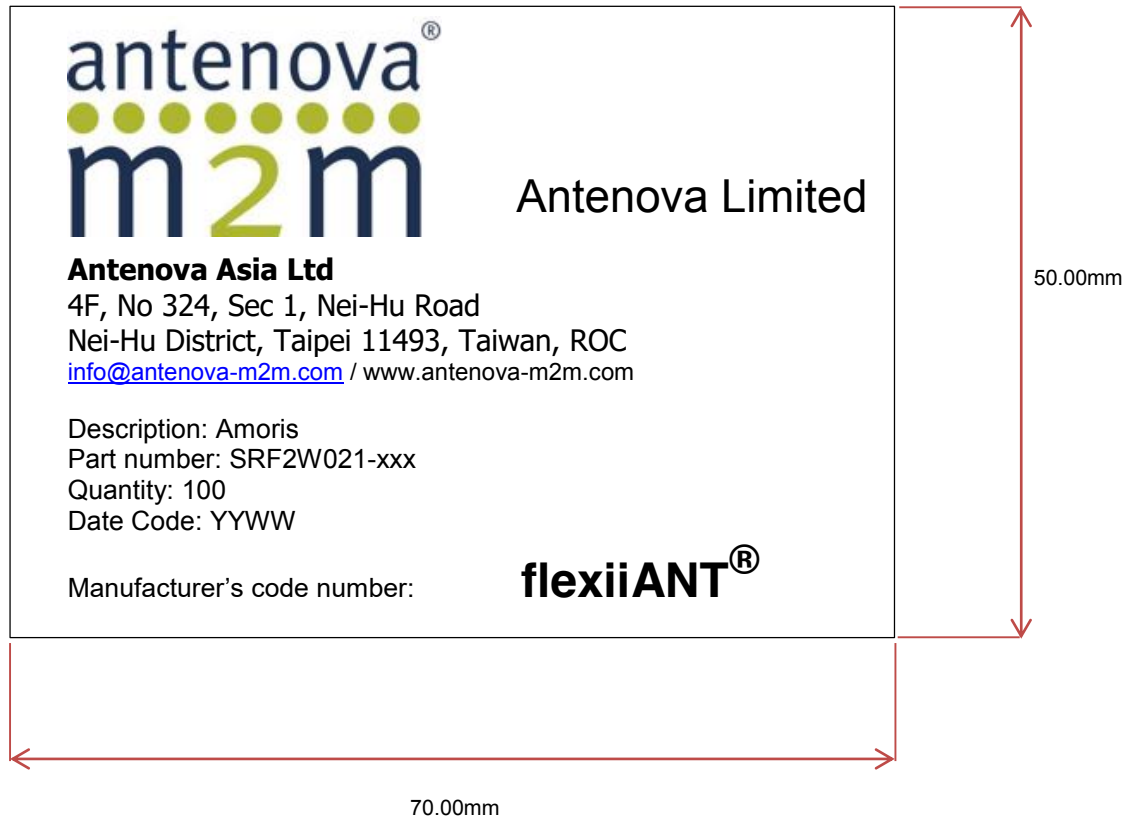 antenova®
m2m
Antenova Limited
Antenova Asia Ltd
4F, No 324, Sec 1, Nei-Hu Road
Nei-Hu District, Taipei 11493, Taiwan, ROC
info@antenova-m2m.com / www.antenova-m2m.com
Description: Amoris
Part number: SRF2W021-xxx
Quantity: 100
Date Code: YYWW
Manufacturer’s code number:
flexiiANT®
50.00mm
70.00mm